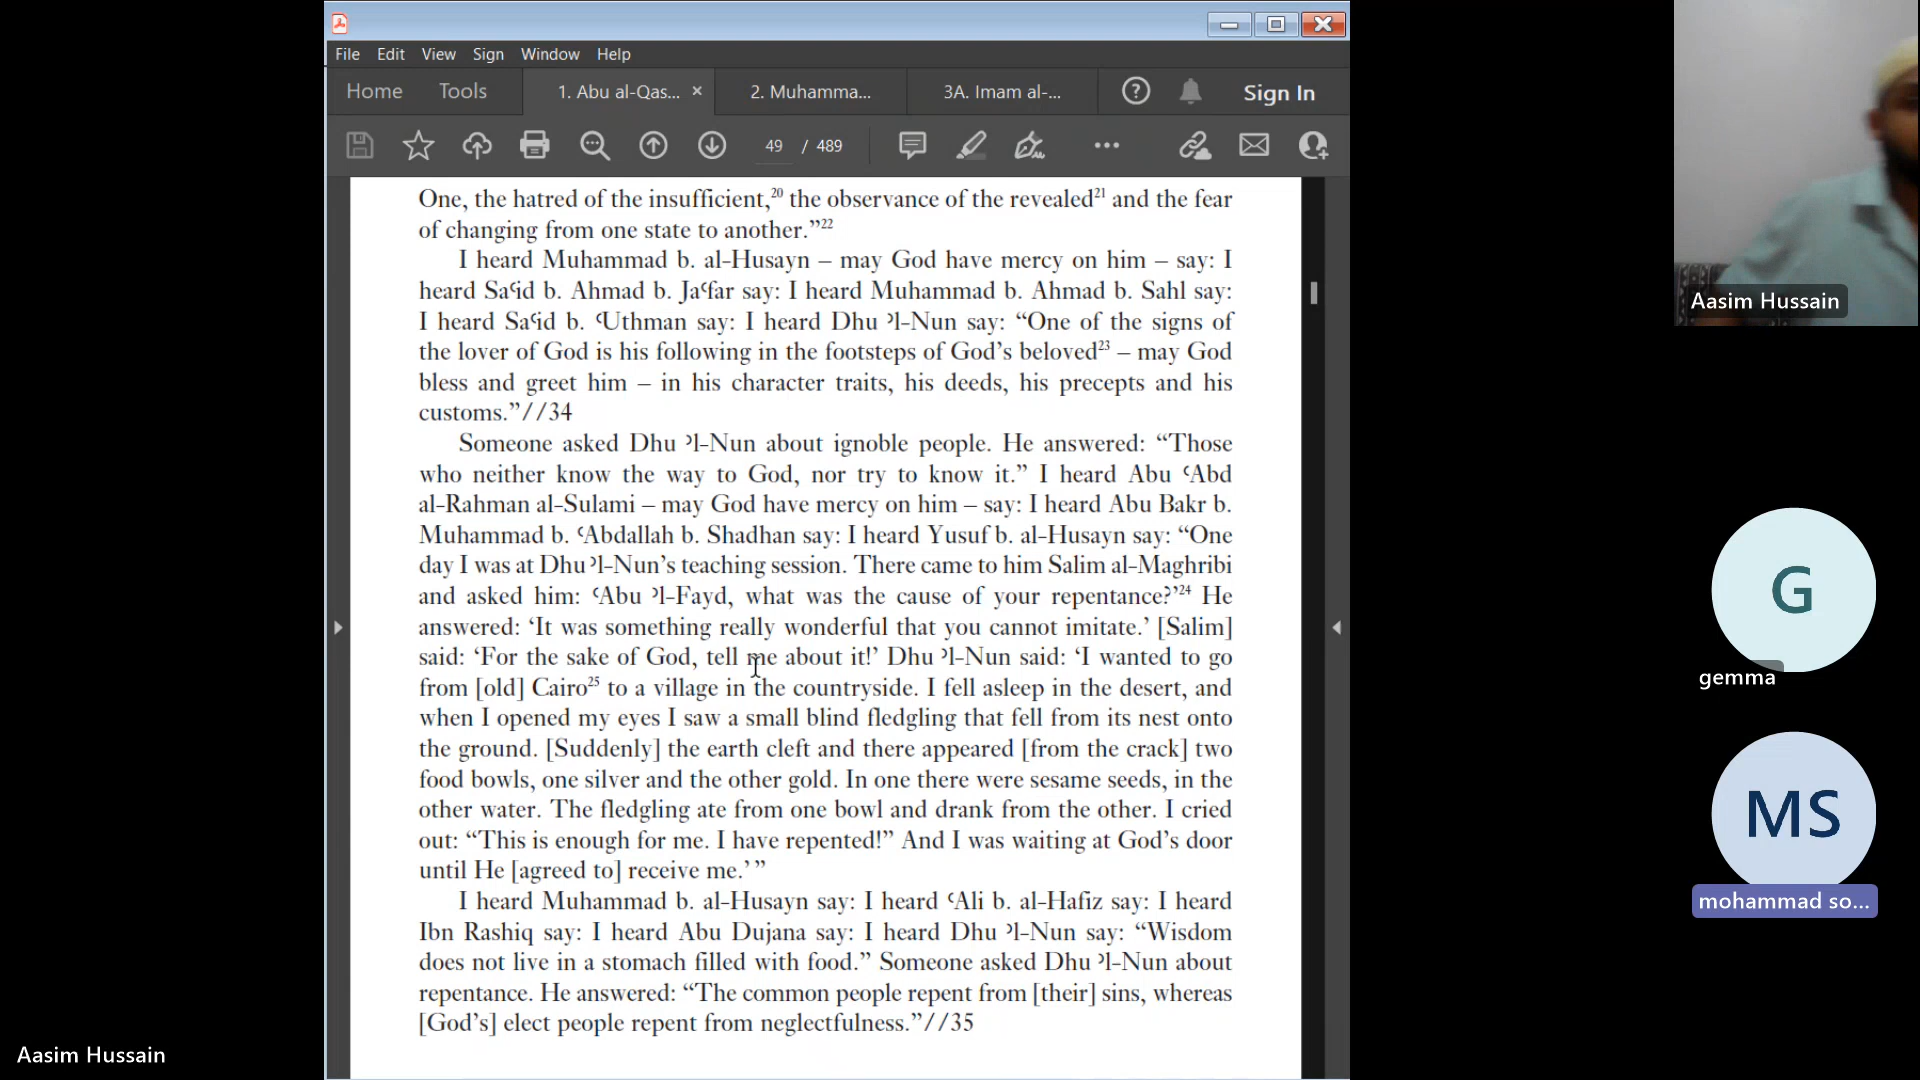 File Edit View Sign Window Help
Home Tools 1. Abu al-Qas... × 2. Muhamma... 3A. Imam al-... Sign In
49 / 489
One, the hatred of the insufficient,20 the observance of the revealed21 and the fear
of changing from one state to another.”22
I heard Muhammad b. al-Husayn – may God have mercy on him – say: I
heard Saʿid b. Ahmad b. Jaʿfar say: I heard Muhammad b. Ahmad b. Sahl say:
I heard Saʿid b. ʿUthman say: I heard Dhu ʾl-Nun say: “One of the signs of
the lover of God is his following in the footsteps of God’s beloved23 – may God
bless and greet him – in his character traits, his deeds, his precepts and his
customs.”//34
Someone asked Dhu ʾl-Nun about ignoble people. He answered: “Those
who neither know the way to God, nor try to know it.” I heard Abu ʿAbd
al-Rahman al-Sulami – may God have mercy on him – say: I heard Abu Bakr b.
Muhammad b. ʿAbdallah b. Shadhan say: I heard Yusuf b. al-Husayn say: “One
day I was at Dhu ʾl-Nun’s teaching session. There came to him Salim al-Maghribi
and asked him: ‘Abu ʾl-Fayd, what was the cause of your repentance?’24 He
answered: ‘It was something really wonderful that you cannot imitate.’ [Salim]
said: ‘For the sake of God, tell me about it!’ Dhu ʾl-Nun said: ‘I wanted to go
from [old] Cairo25 to a village in the countryside. I fell asleep in the desert, and
when I opened my eyes I saw a small blind fledgling that fell from its nest onto
the ground. [Suddenly] the earth cleft and there appeared [from the crack] two
food bowls, one silver and the other gold. In one there were sesame seeds, in the
other water. The fledgling ate from one bowl and drank from the other. I cried
out: “This is enough for me. I have repented!” And I was waiting at God’s door
until He [agreed to] receive me.’ ”
I heard Muhammad b. al-Husayn say: I heard ʿAli b. al-Hafiz say: I heard
Ibn Rashiq say: I heard Abu Dujana say: I heard Dhu ʾl-Nun say: “Wisdom
does not live in a stomach filled with food.” Someone asked Dhu ʾl-Nun about
repentance. He answered: “The common people repent from [their] sins, whereas
[God’s] elect people repent from neglectfulness.”//35
Aasim Hussain
G
gemma
MS
mohammad so...
Aasim Hussain